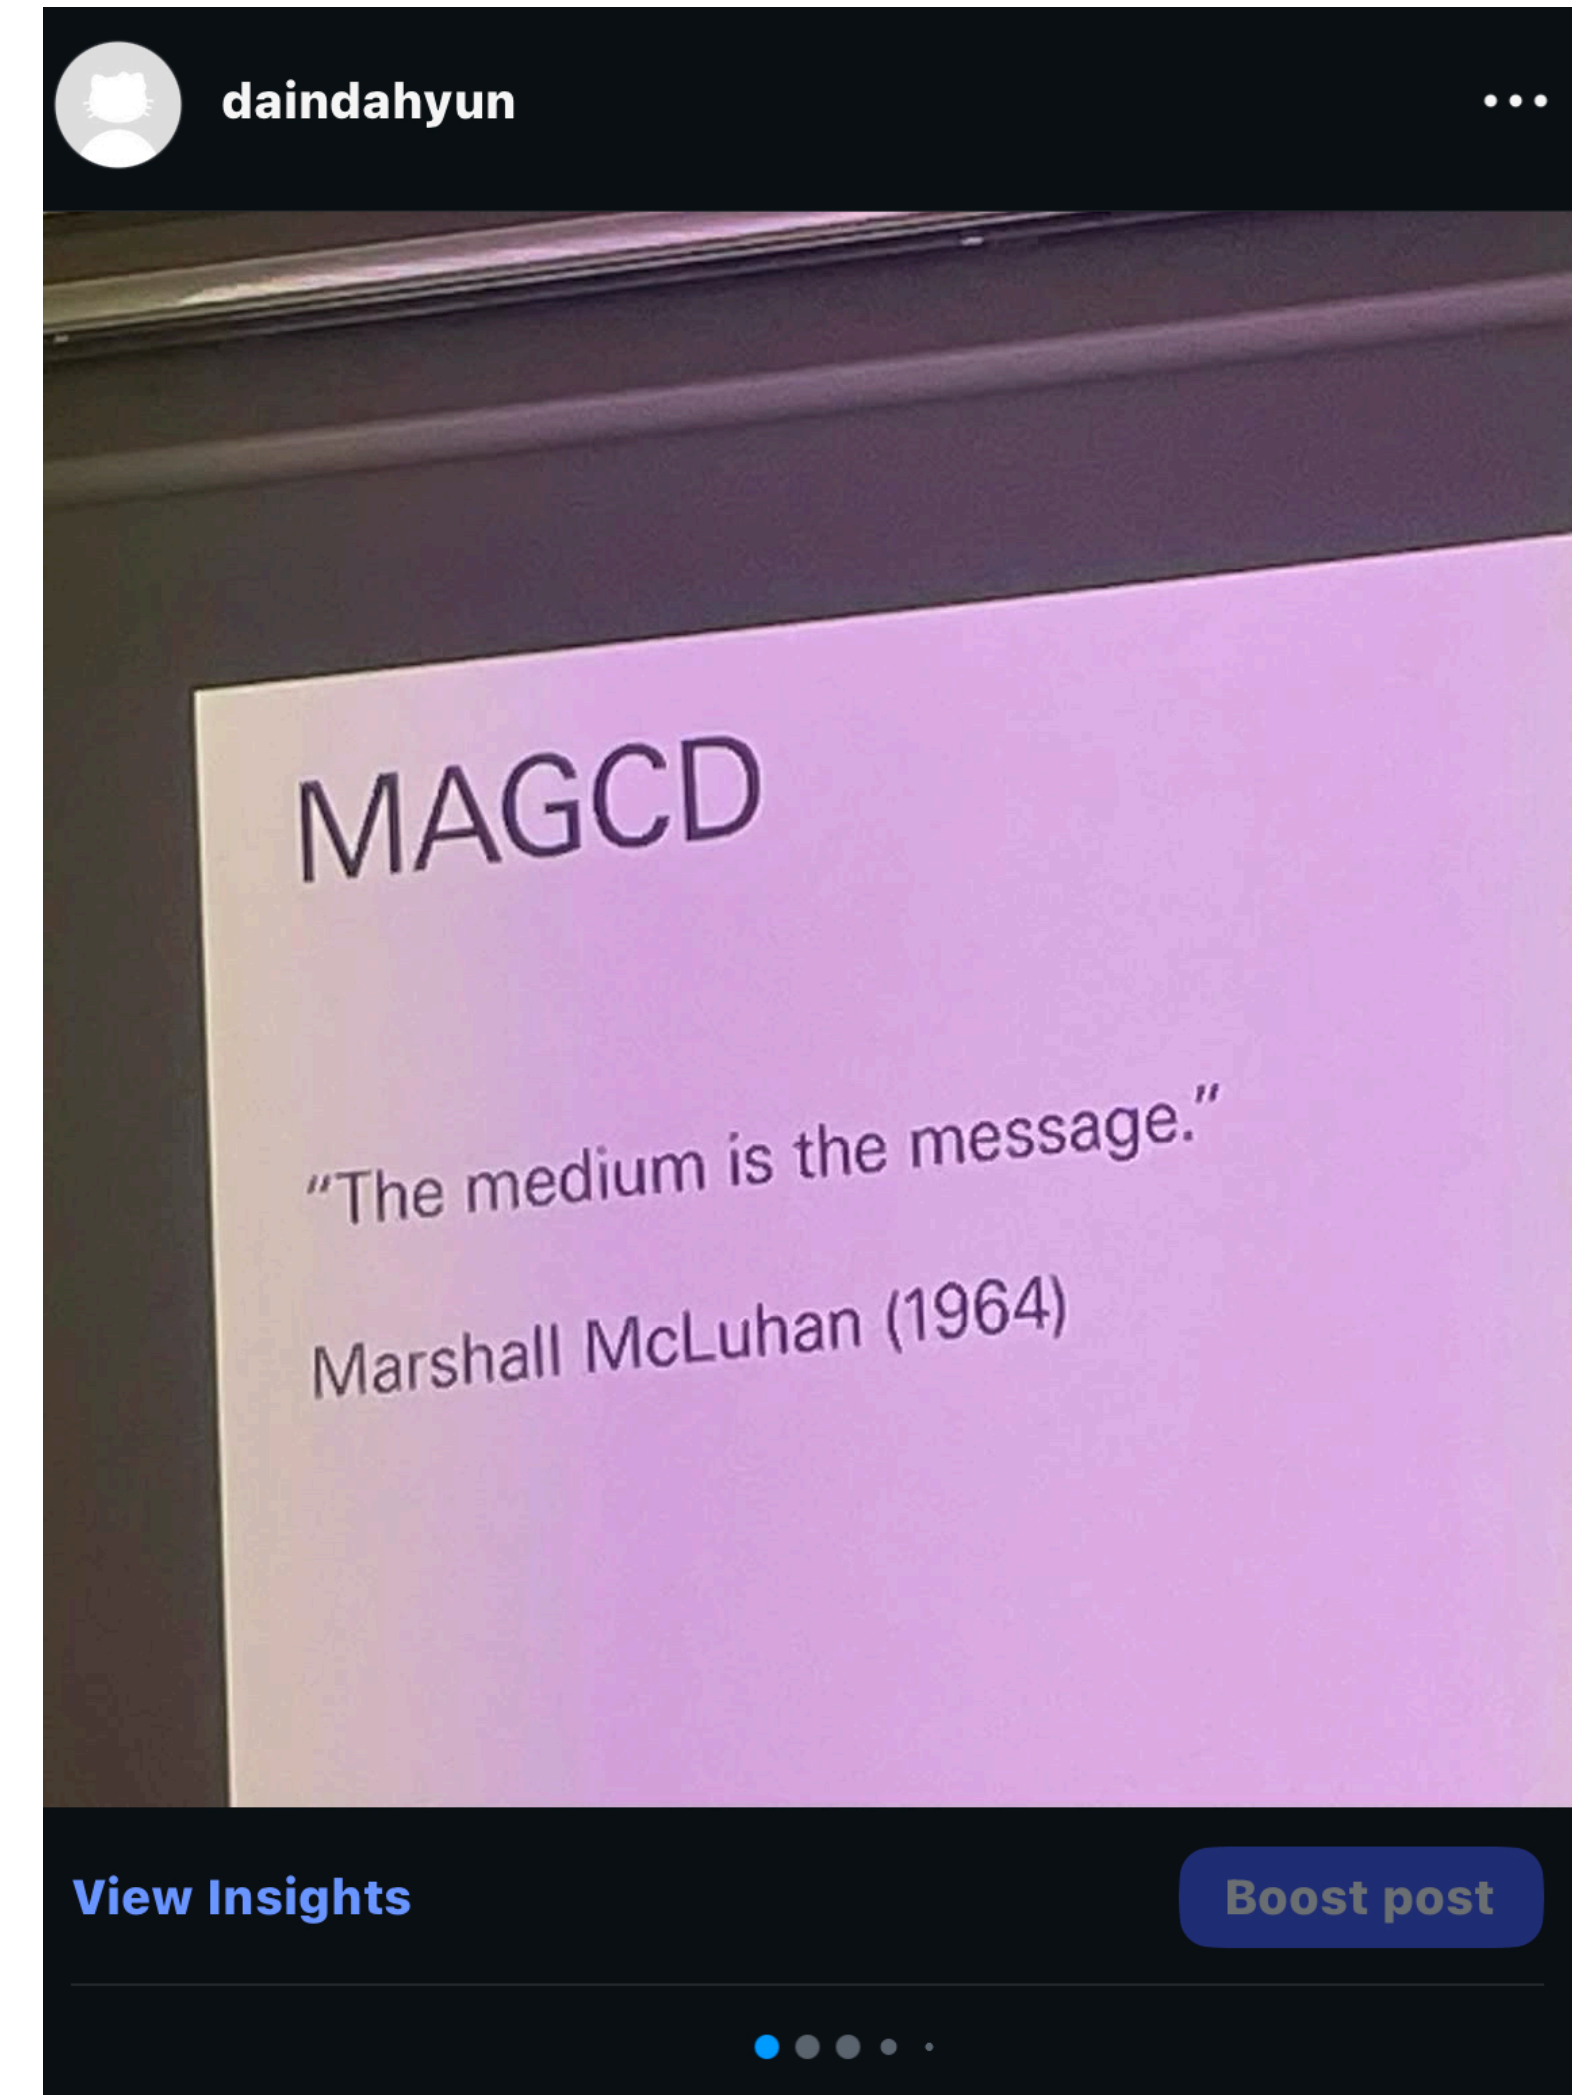 daindahyun
MAGCD
“The medium is the message.”
Marshall McLuhan (1964)
View Insights
Boost post